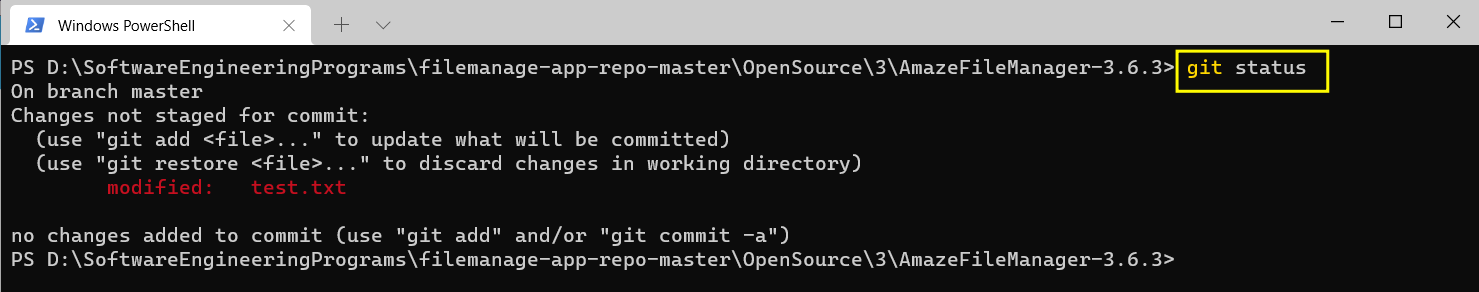 Windows PowerShell
PS D:\SoftwareEngineeringPrograms\filemanage-app-repo-master\OpenSource\3\AmazeFileManager-3.6.3> git status
On branch master
Changes not staged for commit:
  (use "git add <file>..." to update what will be committed)
  (use "git restore <file>..." to discard changes in working directory)
        modified:   test.txt

no changes added to commit (use "git add" and/or "git commit -a")
PS D:\SoftwareEngineeringPrograms\filemanage-app-repo-master\OpenSource\3\AmazeFileManager-3.6.3>